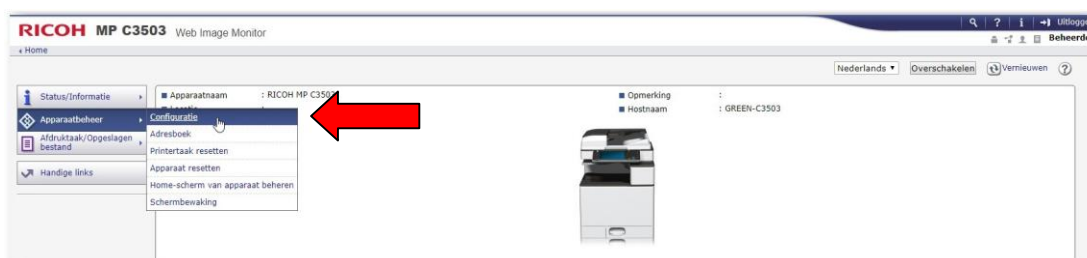 RICOH MP C3503 Web Image Monitor
? i Uitlogge
Beheerde
Home
Nederlands Overschakelen Vernieuwen ?
Status/Informatie
Apparaatnaam : RICOH MP C3503
Opmerking :
Apparaatbeheer
Configuratie
Hostnaam : GREEN-C3503
Adresboek
Afdruktaak/Opgeslagen
bestand
Printertaak resetten
Handige links
Apparaat resetten
Home-scherm van apparaat beheren
Schermbewaking